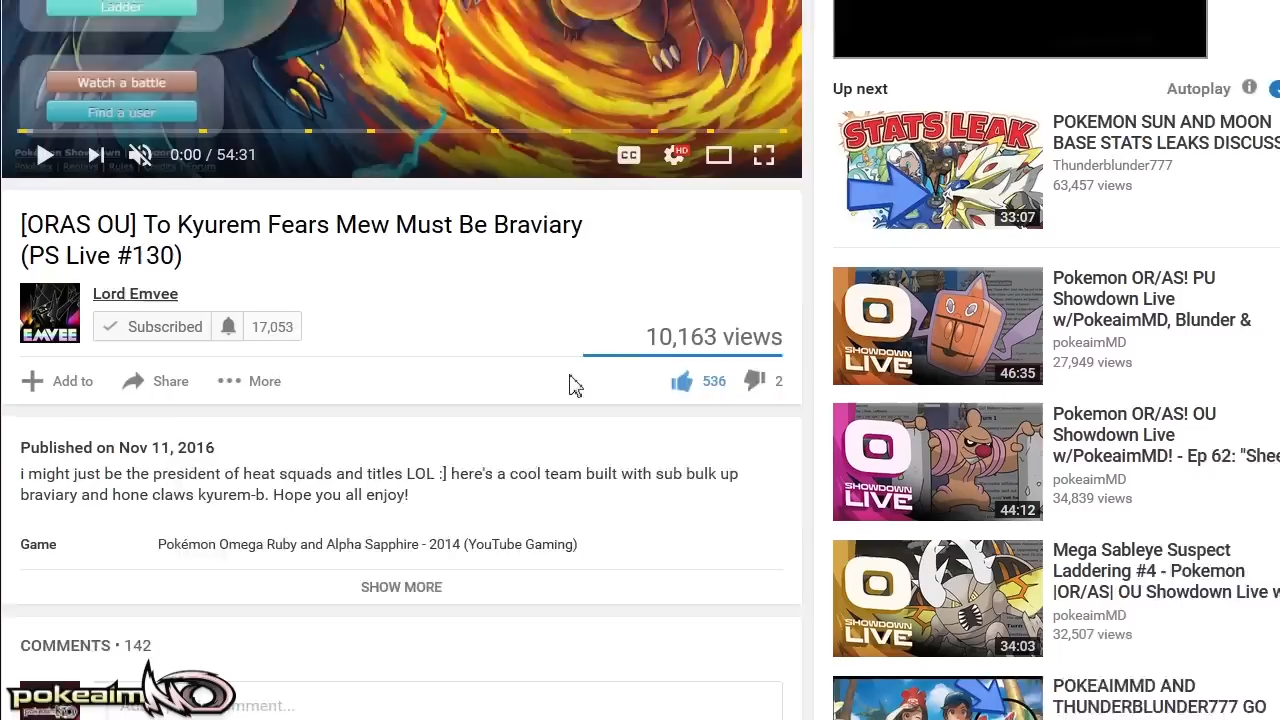 Ladder
Watch a battle
Find a user
0:00 / 54:31
CC
HD
[ORAS OU] To Kyurem Fears Mew Must Be Braviary
(PS Live #130)
EMVEE
Lord Emvee
Subscribed
17,053
10,163 views
Add to
Share
More
536
2
Published on Nov 11, 2016
i might just be the president of heat squads and titles LOL :] here's a cool team built with sub bulk up
braviary and hone claws kyurem-b. Hope you all enjoy!
Game
Pokémon Omega Ruby and Alpha Sapphire - 2014 (YouTube Gaming)
SHOW MORE
COMMENTS • 142
pokeaimMD
Up next
Autoplay
STATS LEAK
33:07
POKEMON SUN AND MOON
BASE STATS LEAKS DISCUSS
Thunderblunder777
63,457 views
SHOWDOWN
LIVE
46:35
Pokemon OR/AS! PU
Showdown Live
w/PokeaimMD, Blunder &
pokeaimMD
27,949 views
SHOWDOWN
LIVE
44:12
Pokemon OR/AS! OU
Showdown Live
w/PokeaimMD! - Ep 62: "Shee
pokeaimMD
34,839 views
SHOWDOWN
LIVE
34:03
Mega Sableye Suspect
Laddering #4 - Pokemon
|OR/AS| OU Showdown Live w
pokeaimMD
32,507 views
POKEAIMMD AND
THUNDERBLUNDER777 GO